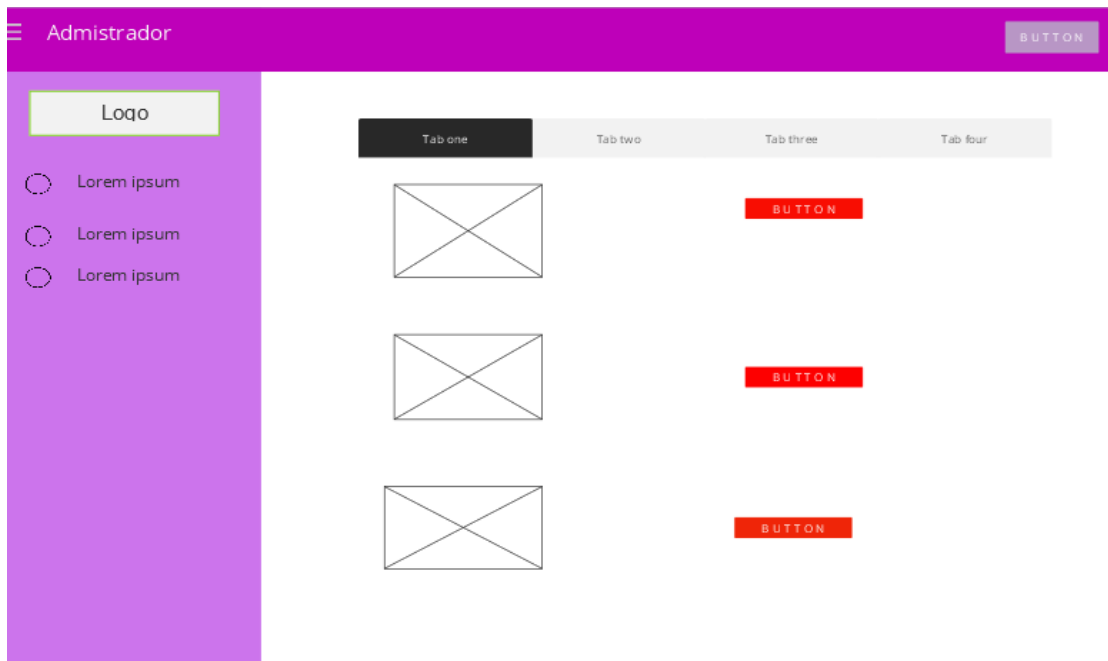 Admistrador
BUTTON
Logo
Lorem ipsum
Lorem ipsum
Lorem ipsum
Tab one Tab two Tab three Tab four
BUTTON
BUTTON
BUTTON